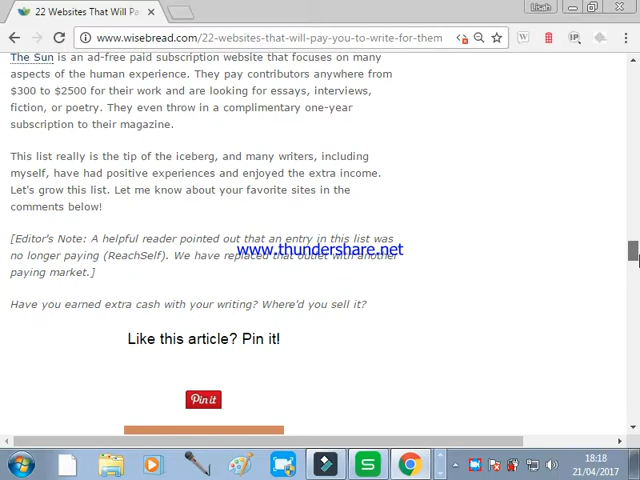 22 Websites That Will Pa
Lisah
www.wisebread.com/22-websites-that-will-pay-you-to-write-for-them
The Sun is an ad-free paid subscription website that focuses on many
aspects of the human experience. They pay contributors anywhere from
$300 to $2500 for their work and are looking for essays, interviews,
fiction, or poetry. They even throw in a complimentary one-year
subscription to their magazine.
This list really is the tip of the iceberg, and many writers, including
myself, have had positive experiences and enjoyed the extra income.
Let's grow this list. Let me know about your favorite sites in the
comments below!
[Editor's Note: A helpful reader pointed out that an entry in this list was
www.thundershare.net
no longer paying (ReachSelf). We have replaced that outlet with another
paying market.]
Have you earned extra cash with your writing? Where'd you sell it?
Like this article? Pin it!
Pin it
18:18
21/04/2017